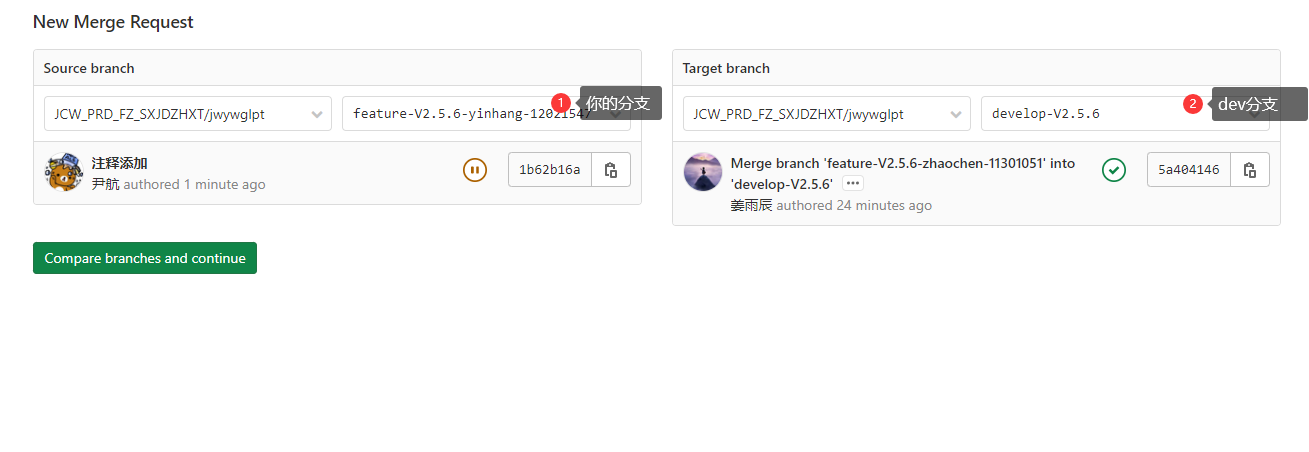 New Merge Request
Source branch
JCW_PRD_FZ_SXJDZHXT/jwywglpt
feature-V2.5.6-yinhang-12021547
1
你的分支
注释添加
尹航 authored 1 minute ago
1b62b16a
Target branch
JCW_PRD_FZ_SXJDZHXT/jwywglpt
develop-V2.5.6
2
dev分支
Merge branch 'feature-V2.5.6-zhaochen-11301051' into
'develop-V2.5.6'
姜雨辰 authored 24 minutes ago
5a404146
Compare branches and continue